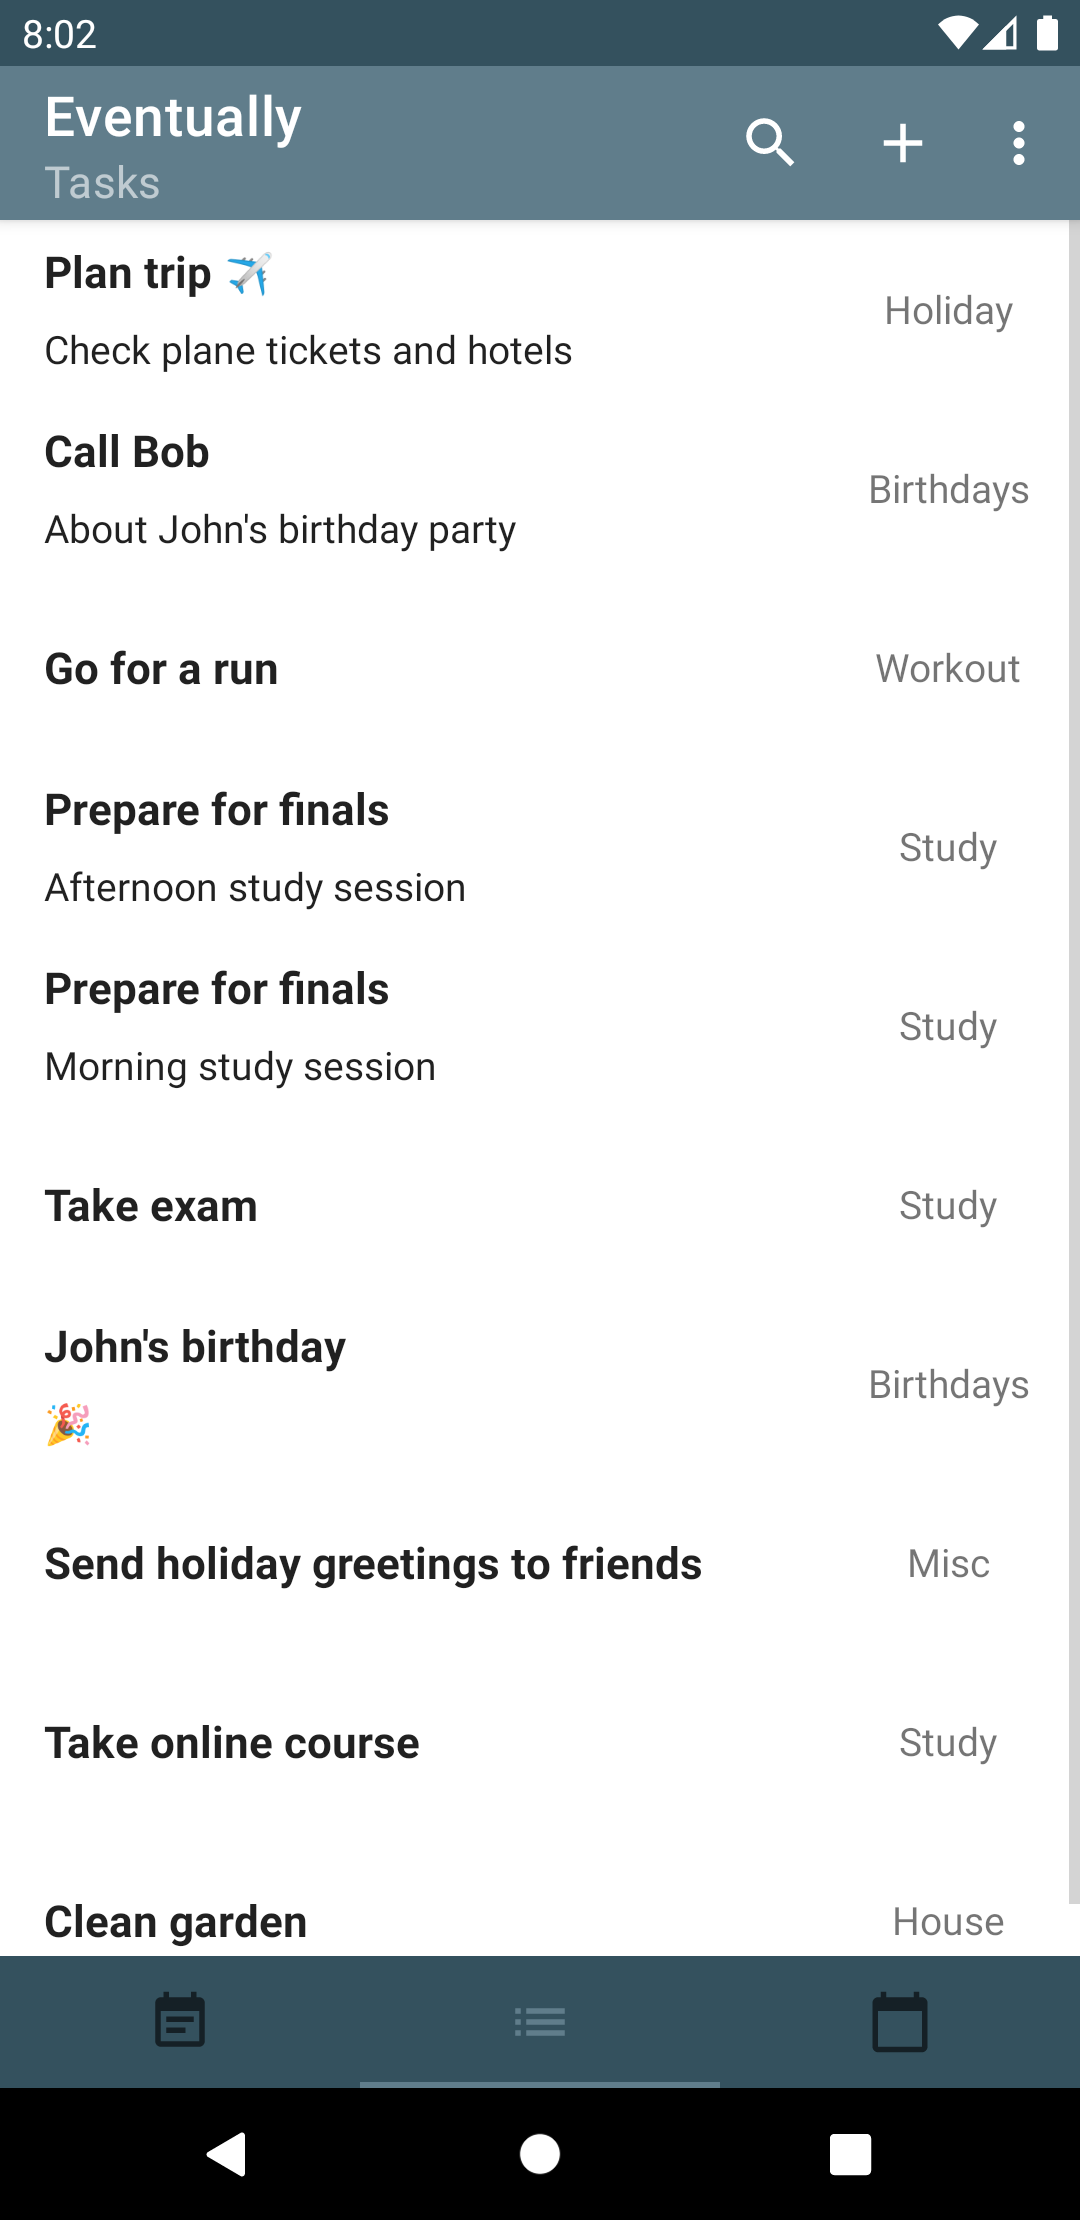 8:02
Eventually
Tasks
Plan trip ✈️
Holiday
Check plane tickets and hotels
Call Bob
Birthdays
About John's birthday party
Go for a run
Workout
Prepare for finals
Study
Afternoon study session
Prepare for finals
Study
Morning study session
Take exam
Study
John's birthday
Birthdays
🎉
Send holiday greetings to friends
Misc
Take online course
Study
Clean garden
House